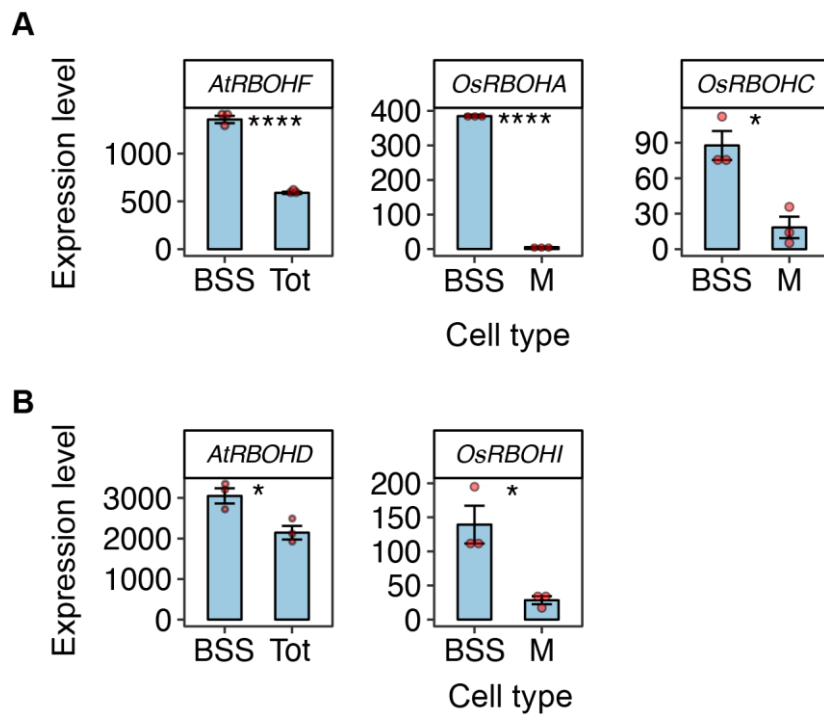 A
AtRBOHF
OsRBOHA
OsRBOHC
Expression level
1000
500
0
****
BSS Tot
400
300
200
100
0
****
BSS M
90
60
30
0
*
BSS M
Cell type
B
AtRBOHD
OsRBOHI
Expression level
3000
2000
1000
0
*
BSS Tot
200
150
100
50
0
*
BSS M
Cell type